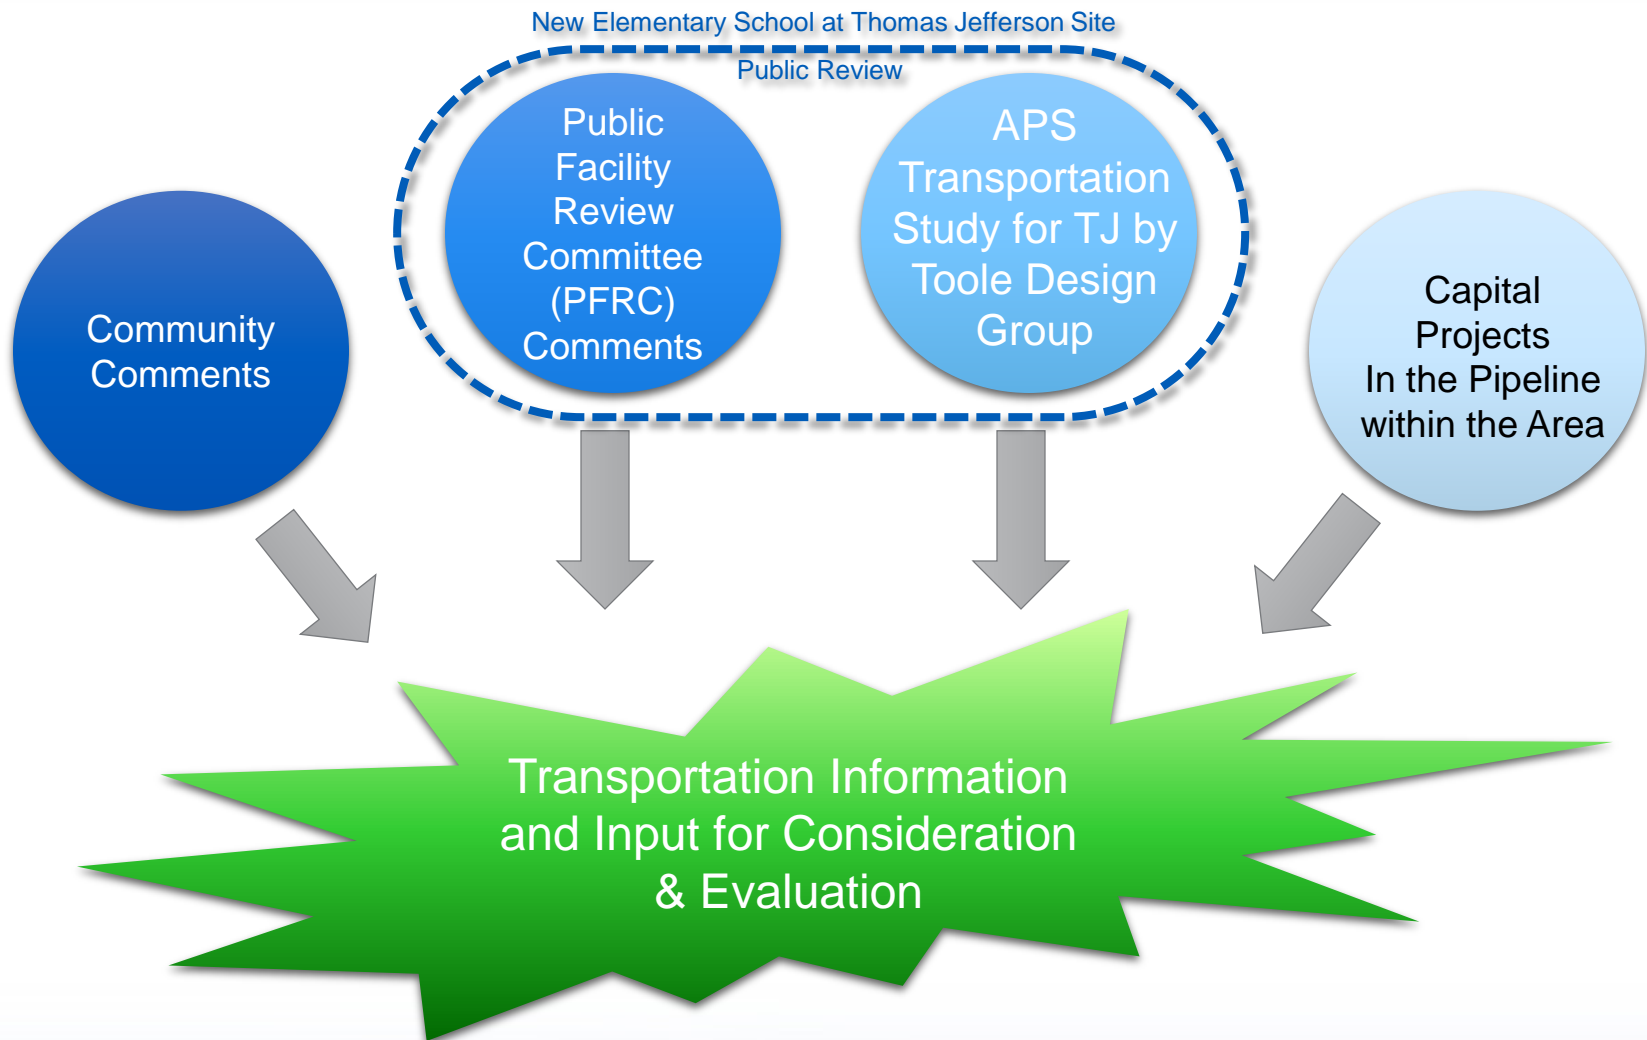 New Elementary School at Thomas Jefferson Site
Public Review
Community
Comments
Public
Facility
Review
Committee
(PFRC)
Comments
APS
Transportation
Study for TJ by
Toole Design
Group
Capital
Projects
In the Pipeline
within the Area
Transportation Information
and Input for Consideration
& Evaluation